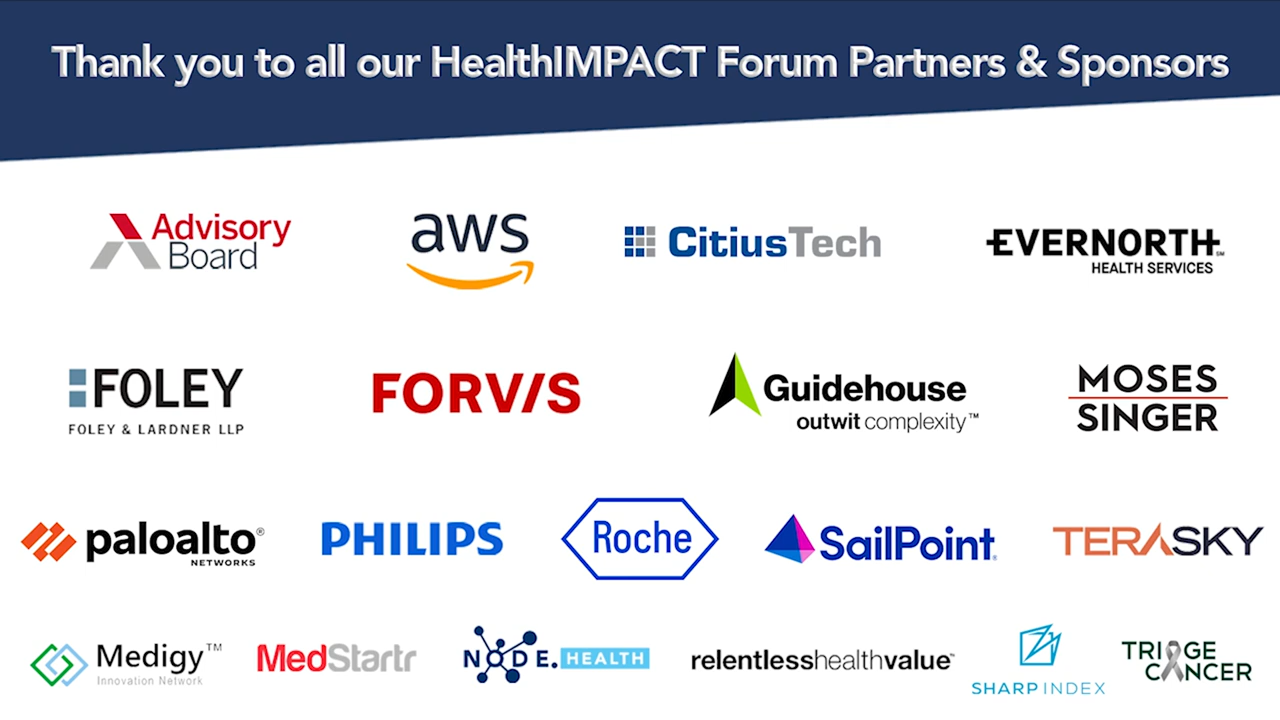 Thank you to all our HealthIMPACT Forum Partners & Sponsors
Advisory
Board
aws
CitiusTech
EVERNORTH SM
HEALTH SERVICES
FOLEY
FOLEY & LARDNER LLP
FORVIS
Guidehouse
outwit complexity™
MOSES
SINGER
paloalto®
NETWORKS
PHILIPS
Roche
SailPoint
TERASKY
Medigy™
Innovation Network
MedStartr
NODE.HEALTH
relentlesshealthvalue™
SHARP INDEX
TRIAGE
CANCER